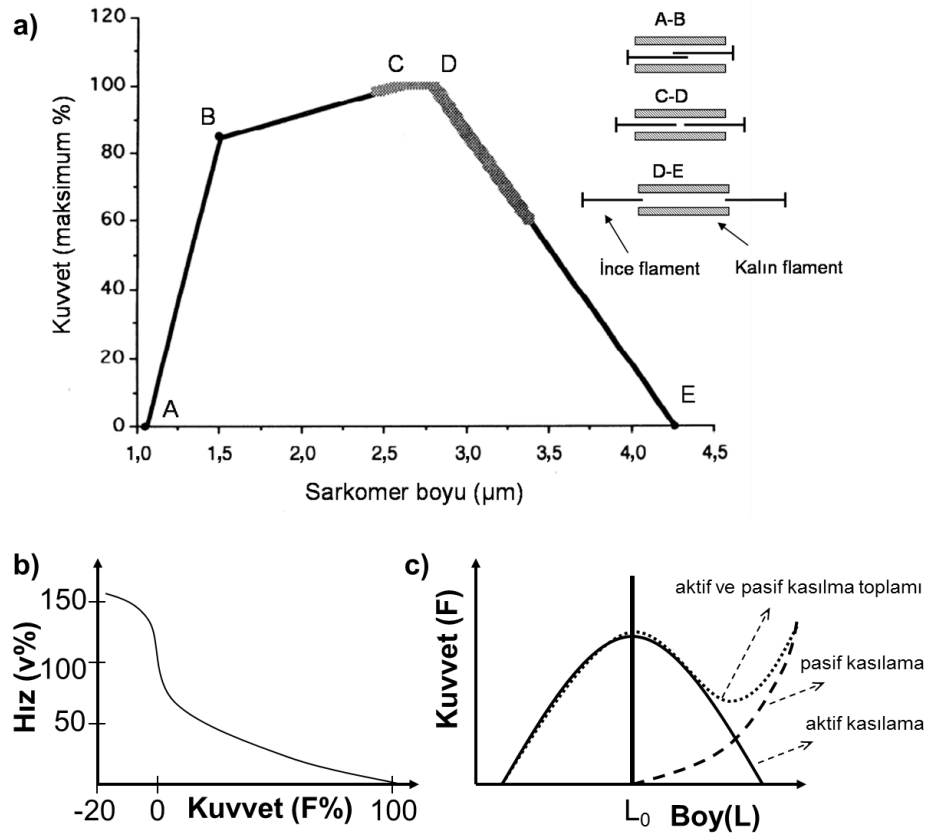 a)
Kuvvet (maksimum %)
120
100
80
60
40
20
0
A
B
C
D
E
1,0
1,5
2,0
2,5
3,0
3,5
4,0
4,5
Sarkomer boyu (µm)
A-B
C-D
D-E
İnce flament
Kalın flament
b)
Hız (v%)
150
100
50
-20
0
Kuvvet (F%)
100
c)
Kuvvet (F)
aktif ve pasif kasılma toplamı
pasif kasılama
aktif kasılama
L₀
Boy(L)